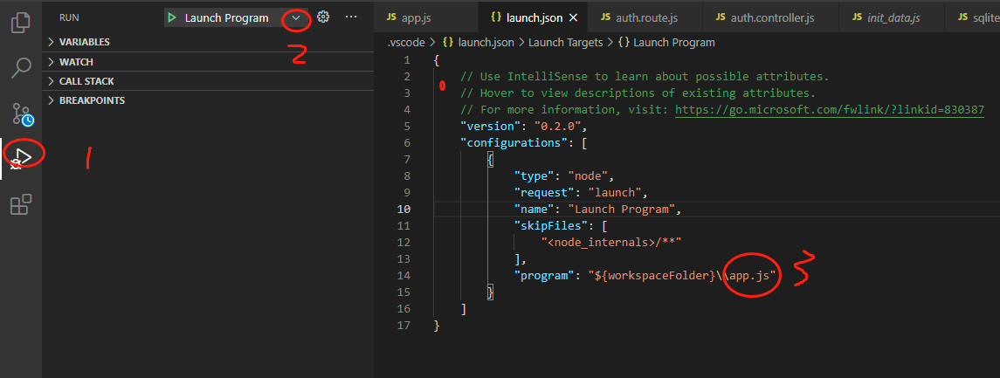 RUN
Launch Program
VARIABLES
WATCH
CALL STACK
BREAKPOINTS
1
2
JS app.js
{} launch.json ×
JS auth.route.js
JS auth.controller.js
JS init_data.js
JS sqlite
.vscode > {} launch.json > Launch Targets > {} Launch Program
1 {
2 // Use IntelliSense to learn about possible attributes.
3 // Hover to view descriptions of existing attributes.
4 // For more information, visit: https://go.microsoft.com/fwlink/?linkid=830387
5 "version": "0.2.0",
6 "configurations": [
7 {
8 "type": "node",
9 "request": "launch",
10 "name": "Launch Program",
11 "skipFiles": [
12 "<node_internals>/**"
13 ],
14 "program": "${workspaceFolder}\\app.js"
15 }
16 ]
17 }
3